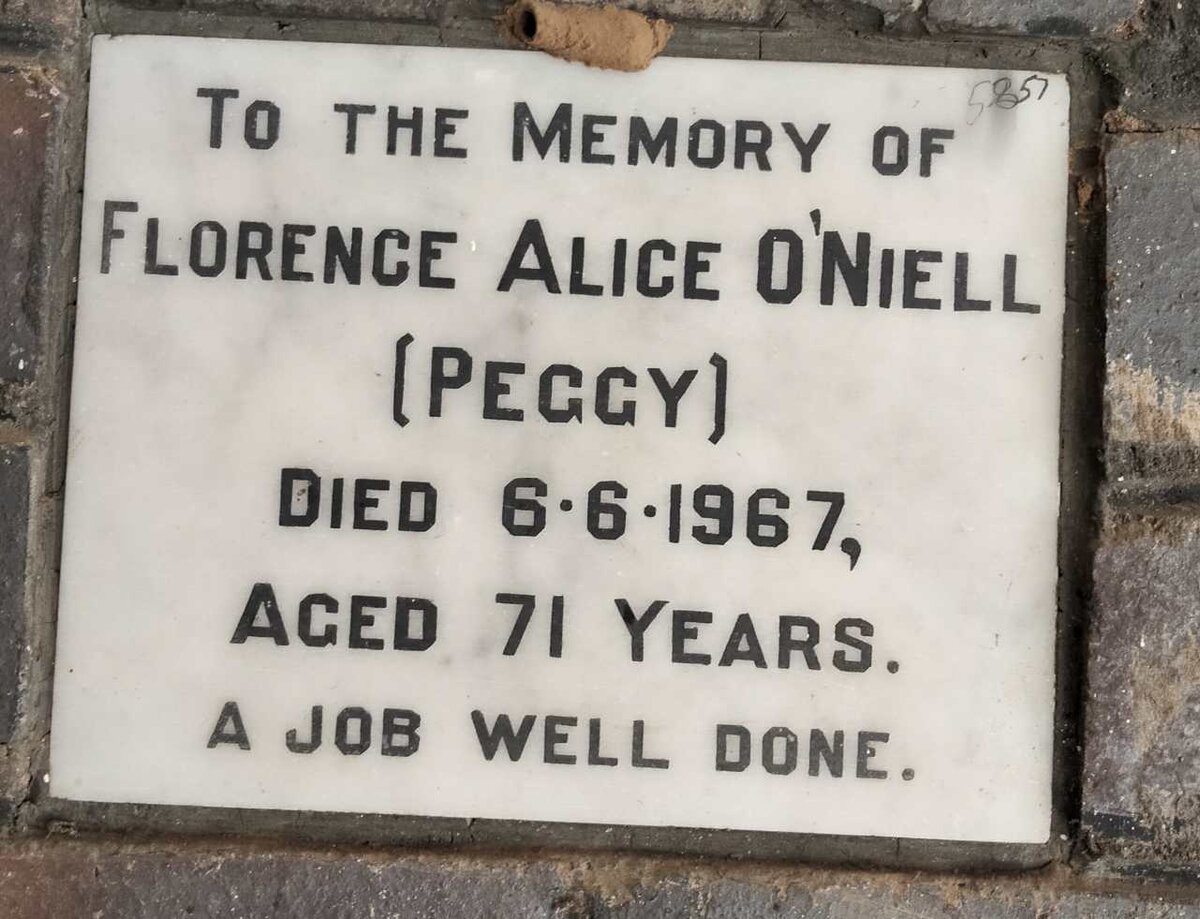 To the Memory of
Florence Alice O'Niell
(Peggy)
Died 6·6·1967,
Aged 71 Years.
A JOB WELL DONE.